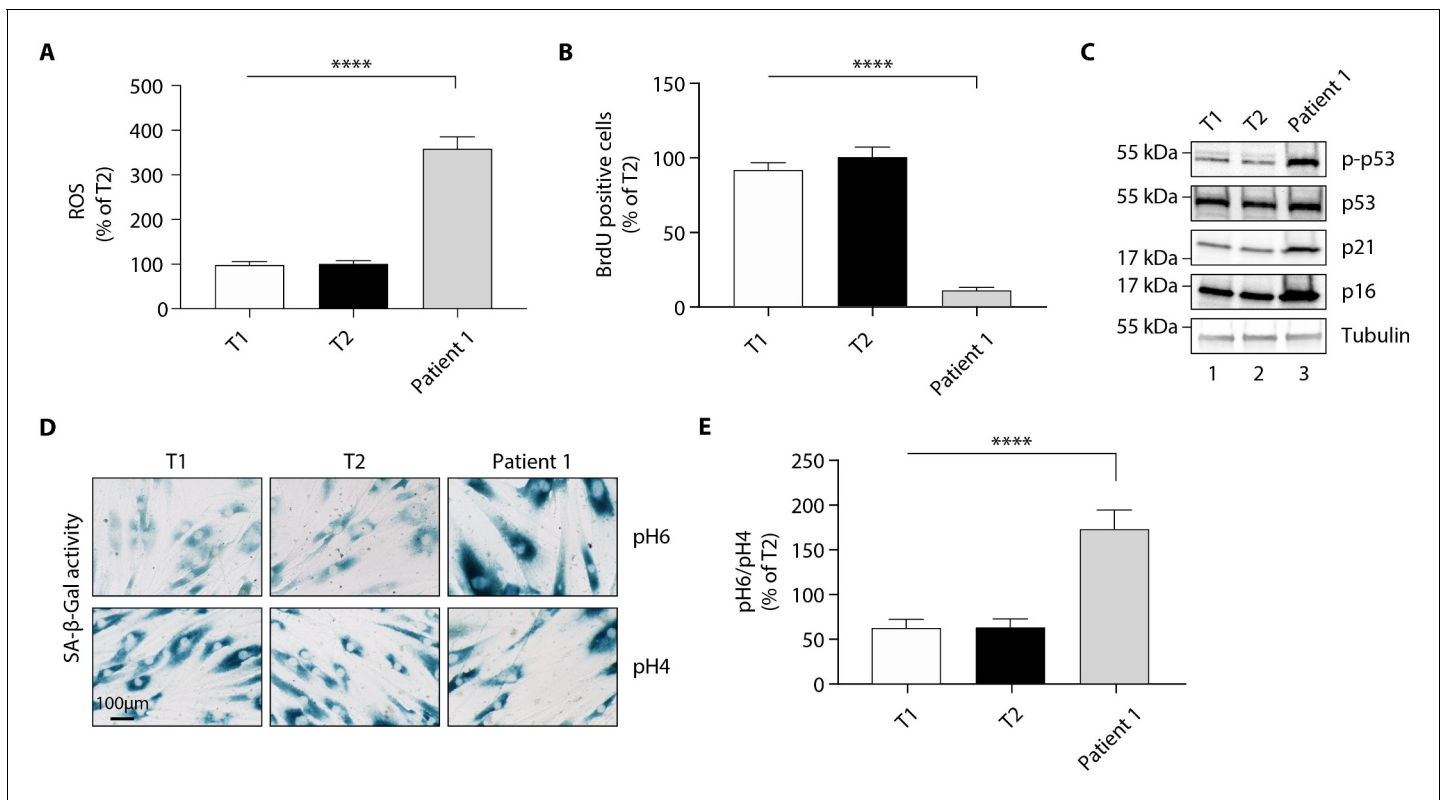 A
****
500
400
300
200
100
0
ROS
(% of T2)
T1
T2
Patient 1
B
****
150
100
50
0
BrdU positive cells
(% of T2)
T1
T2
Patient 1
C
T1
T2
Patient 1
55 kDa
p-p53
55 kDa
p53
17 kDa
p21
17 kDa
p16
55 kDa
Tubulin
1 2 3
D
T1 T2 Patient 1
SA-β-Gal activity
pH6
pH4
100μm
E
****
250
200
150
100
50
0
pH6/pH4
(% of T2)
T1
T2
Patient 1